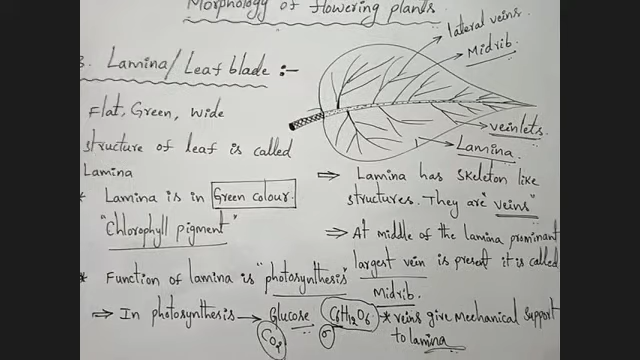 Morphology of flowering plants
3. Lamina/Leaf blade :-
Flat, Green, wide
structure of leaf is called
Lamina
* Lamina is in Green colour.
"Chlorophyll pigment"
* Function of lamina is "photosynthesis"
⇒ In photosynthesis → Glucose C6H12O6
CO2
lateral veins.
Midrib.
veinlets.
Lamina.
⇒ Lamina has skeleton like
structures. They are "veins"
⇒ At middle of the lamina prominant
largest vein is present it is called
Midrib.
* veins give Mechanical support
to lamina